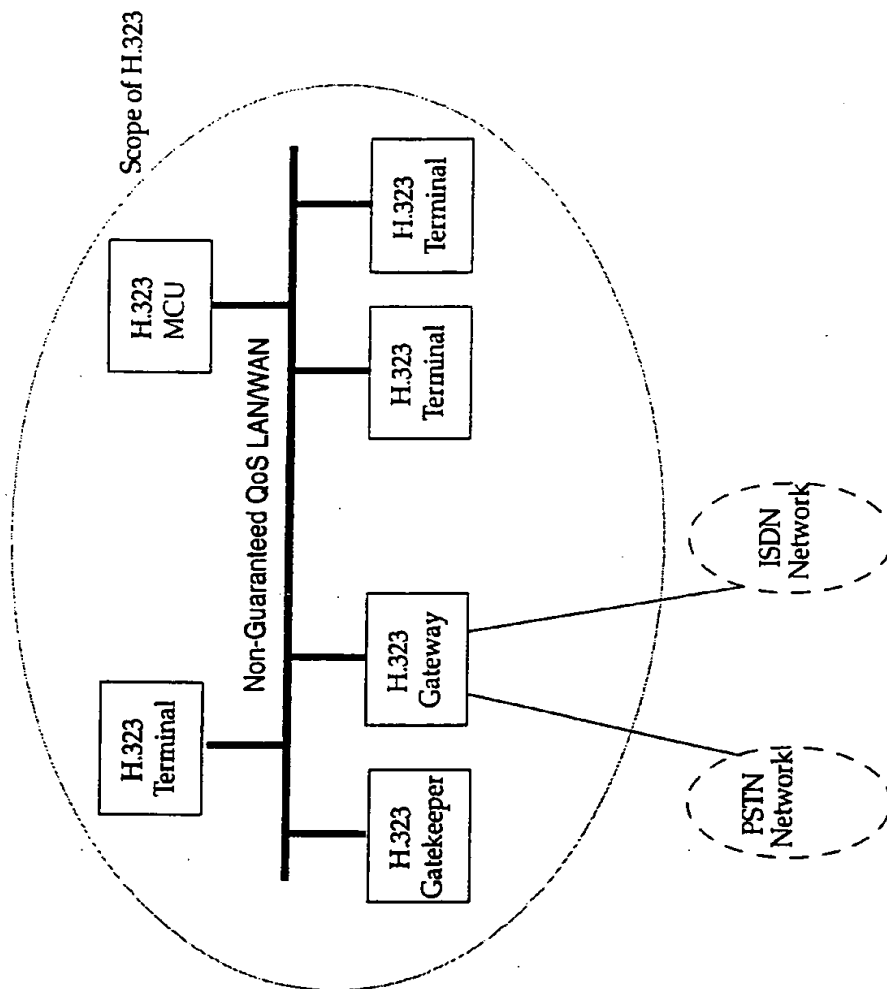 Scope of H.323
H.323
Terminal
H.323
MCU
Non-Guaranteed QoS LAN/WAN
H.323
Gatekeeper
H.323
Gateway
H.323
Terminal
H.323
Terminal
PSTN
Network
ISDN
Network